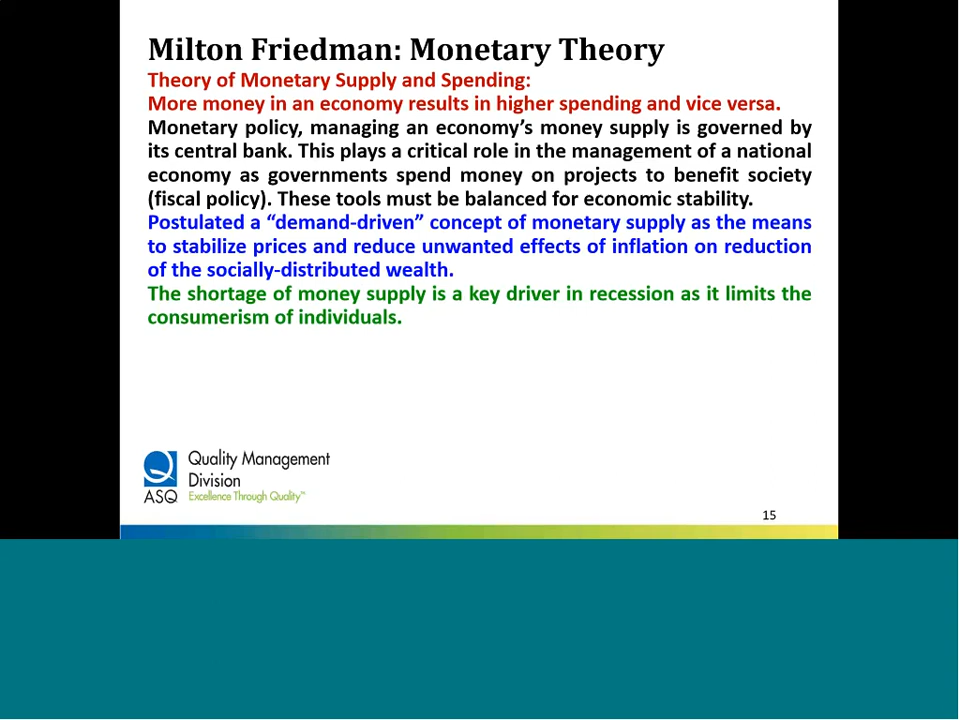 Milton Friedman: Monetary Theory
Theory of Monetary Supply and Spending:
More money in an economy results in higher spending and vice versa.
Monetary policy, managing an economy’s money supply is governed by
its central bank. This plays a critical role in the management of a national
economy as governments spend money on projects to benefit society
(fiscal policy). These tools must be balanced for economic stability.
Postulated a “demand-driven” concept of monetary supply as the means
to stabilize prices and reduce unwanted effects of inflation on reduction
of the socially-distributed wealth.
The shortage of money supply is a key driver in recession as it limits the
consumerism of individuals.
Quality Management
Division
ASQ Excellence Through Quality™
15